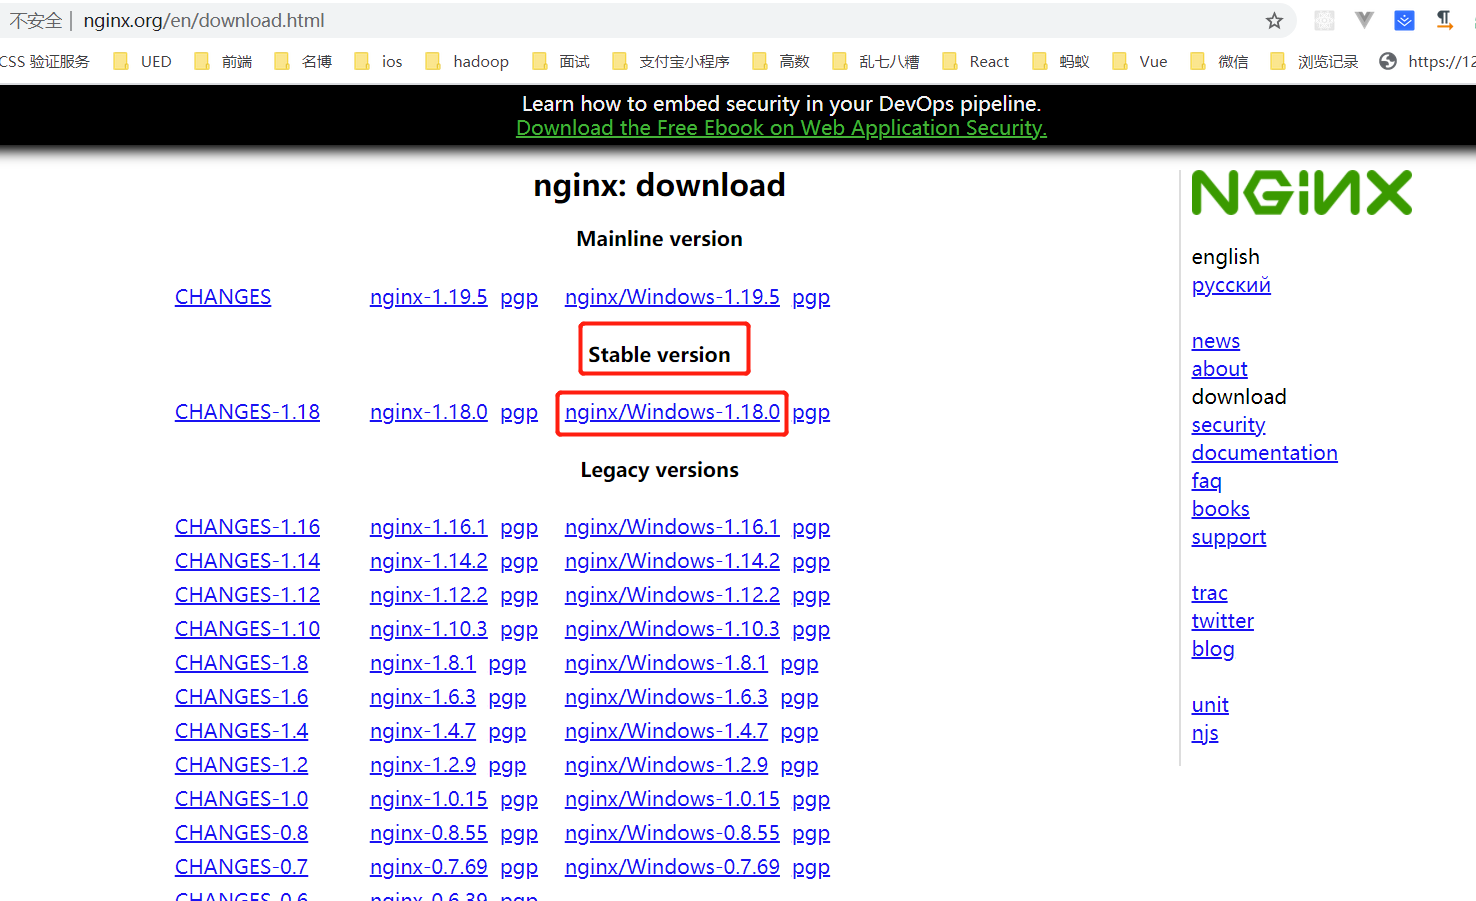 不安全 | nginx.org/en/download.html
CSS 验证服务 UED 前端 名博 ios hadoop 面试 支付宝小程序 高数 乱七八糟 React 蚂蚁 Vue 微信 浏览记录 https://12
Learn how to embed security in your DevOps pipeline.
Download the Free Ebook on Web Application Security.
nginx: download
Mainline version
CHANGES nginx-1.19.5 pgp nginx/Windows-1.19.5 pgp
Stable version
CHANGES-1.18 nginx-1.18.0 pgp nginx/Windows-1.18.0 pgp
Legacy versions
CHANGES-1.16 nginx-1.16.1 pgp nginx/Windows-1.16.1 pgp
CHANGES-1.14 nginx-1.14.2 pgp nginx/Windows-1.14.2 pgp
CHANGES-1.12 nginx-1.12.2 pgp nginx/Windows-1.12.2 pgp
CHANGES-1.10 nginx-1.10.3 pgp nginx/Windows-1.10.3 pgp
CHANGES-1.8 nginx-1.8.1 pgp nginx/Windows-1.8.1 pgp
CHANGES-1.6 nginx-1.6.3 pgp nginx/Windows-1.6.3 pgp
CHANGES-1.4 nginx-1.4.7 pgp nginx/Windows-1.4.7 pgp
CHANGES-1.2 nginx-1.2.9 pgp nginx/Windows-1.2.9 pgp
CHANGES-1.0 nginx-1.0.15 pgp nginx/Windows-1.0.15 pgp
CHANGES-0.8 nginx-0.8.55 pgp nginx/Windows-0.8.55 pgp
CHANGES-0.7 nginx-0.7.69 pgp nginx/Windows-0.7.69 pgp
CHANGES-0.6 nginx-0.6.39 pgp
NGINX
english
русский
news
about
download
security
documentation
faq
books
support
trac
twitter
blog
unit
njs